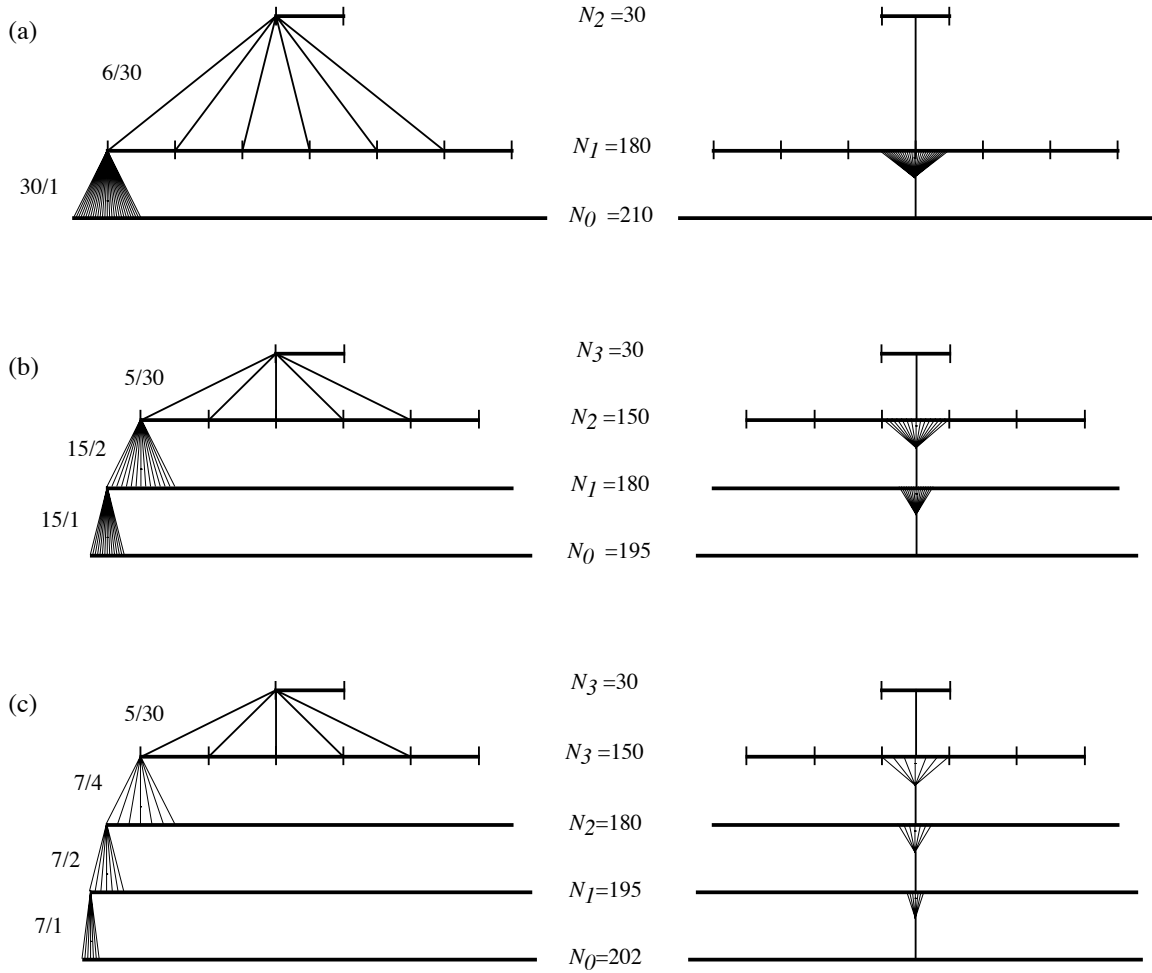 (a)
N2=30
6/30
N1=180
30/1
N0 =210
(b)
N3=30
5/30
N2=150
15/2
N1=180
15/1
N0 =195
(c)
N3=30
5/30
N3=150
7/4
N2=180
7/2
N1=195
7/1
N0=202